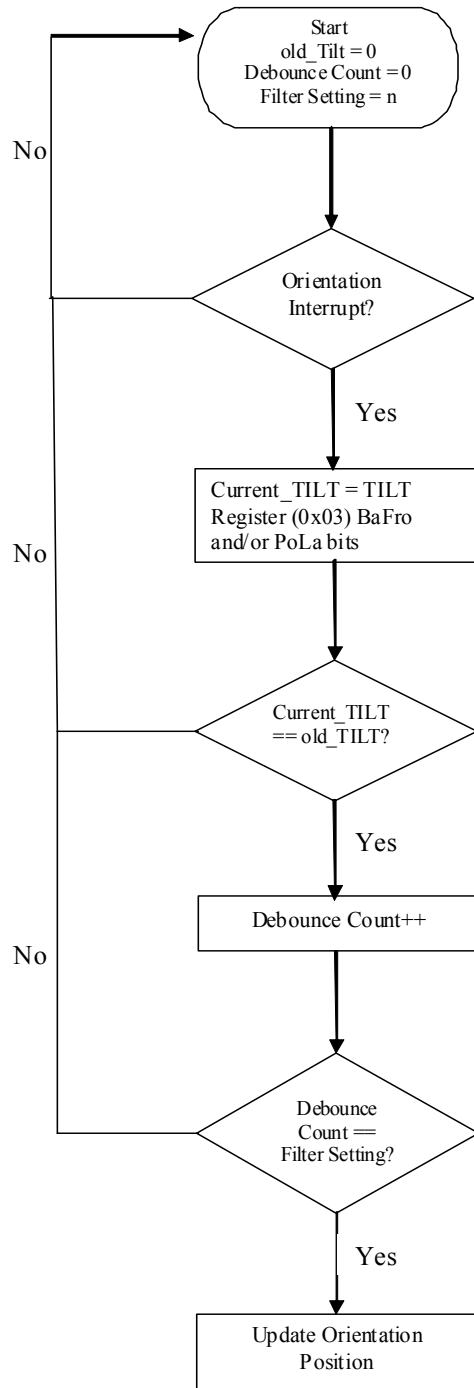 Start
old_Tilt = 0
Debounce Count = 0
Filter Setting = n
No
Orientation
Interrupt?
Yes
Current_TILT = TILT
Register (0x03) BaFro
and/or PoLa bits
No
Current_TILT
== old_TILT?
Yes
Debounce Count++
No
Debounce
Count ==
Filter Setting?
Yes
Update Orientation
Position